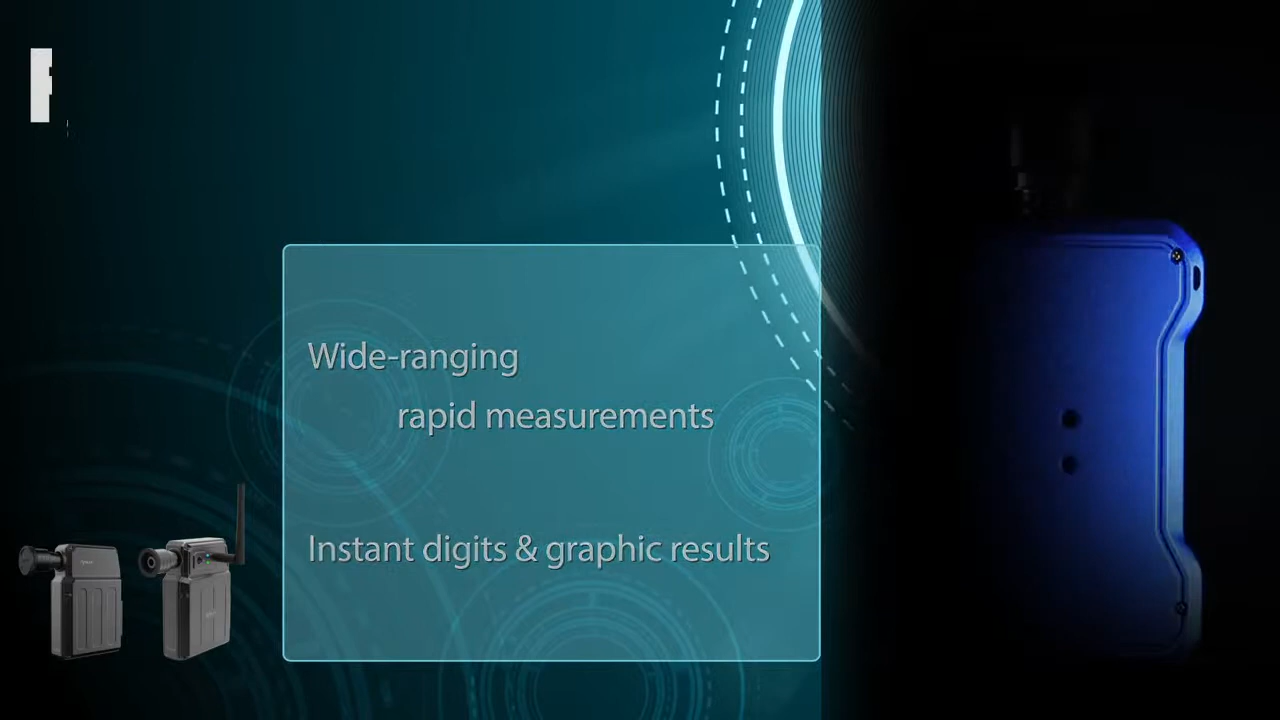 Wide-ranging
rapid measurements
Instant digits & graphic results